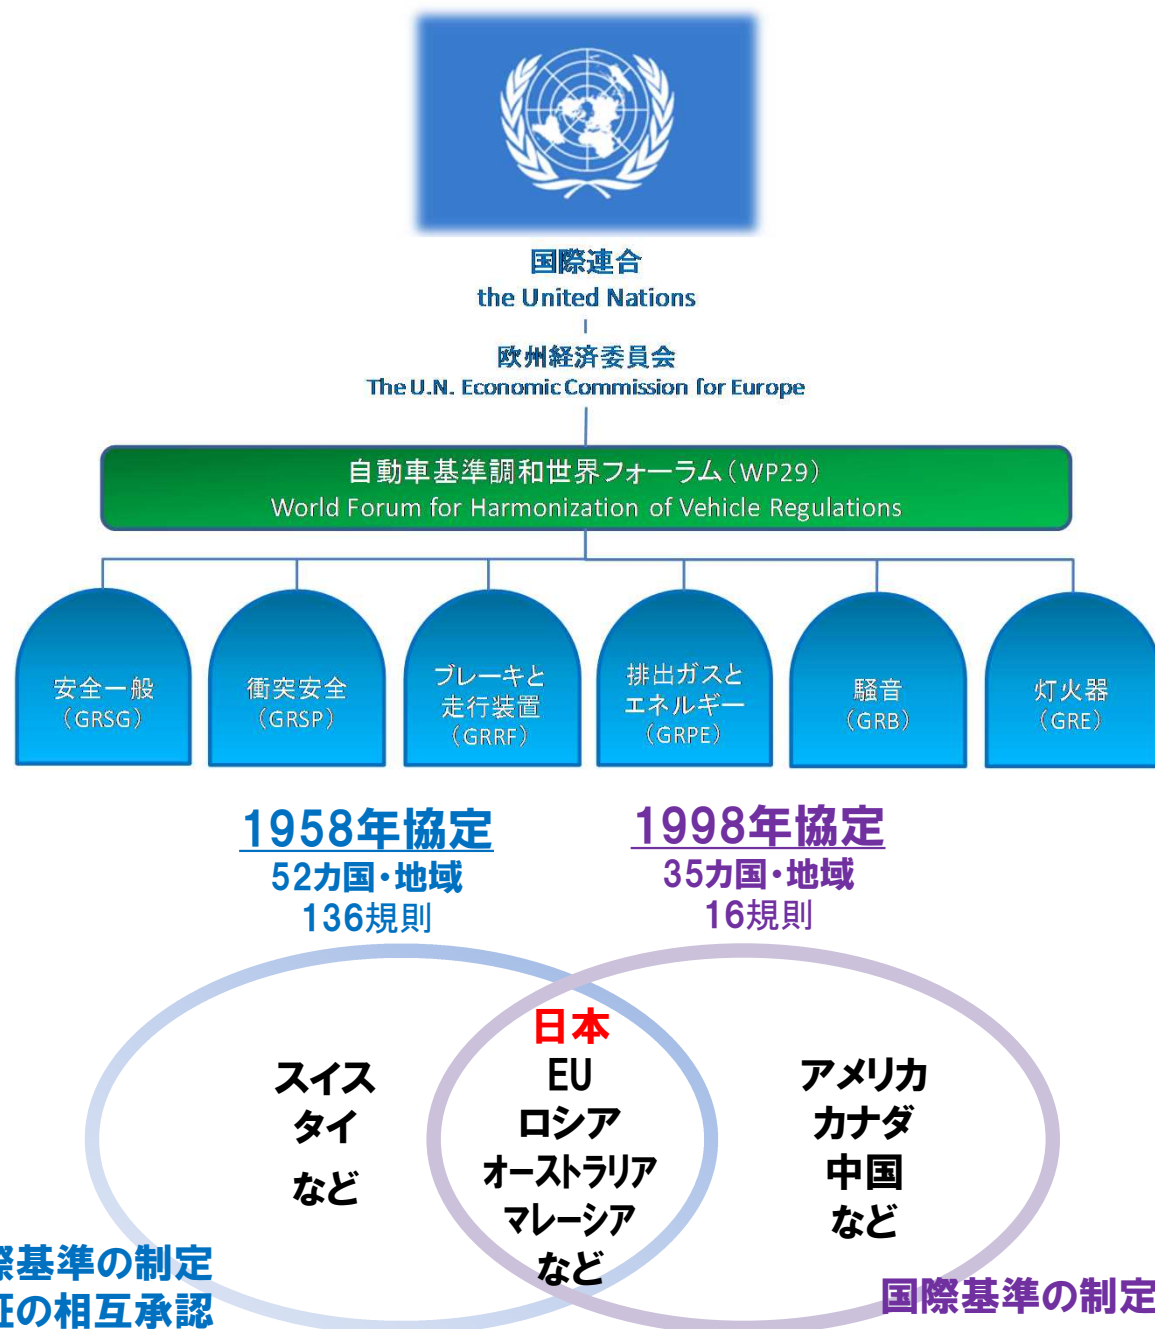 国際連合
the United Nations
欧州経済委員会
The U.N. Economic Commission for Europe
自動車基準調和世界フォーラム(WP29)
World Forum for Harmonization of Vehicle Regulations
安全一般
(GRSG)
衝突安全
(GRSP)
ブレーキと
走行装置
(GRRF)
排出ガスと
エネルギー
(GRPE)
騒音
(GRB)
灯火器
(GRE)
1958年協定
52カ国・地域
136規則
1998年協定
35カ国・地域
16規則
スイス
タイ
など
日本
EU
ロシア
オーストラリア
マレーシア
など
アメリカ
カナダ
中国
など
際基準の制定
証の相互承認
国際基準の制定